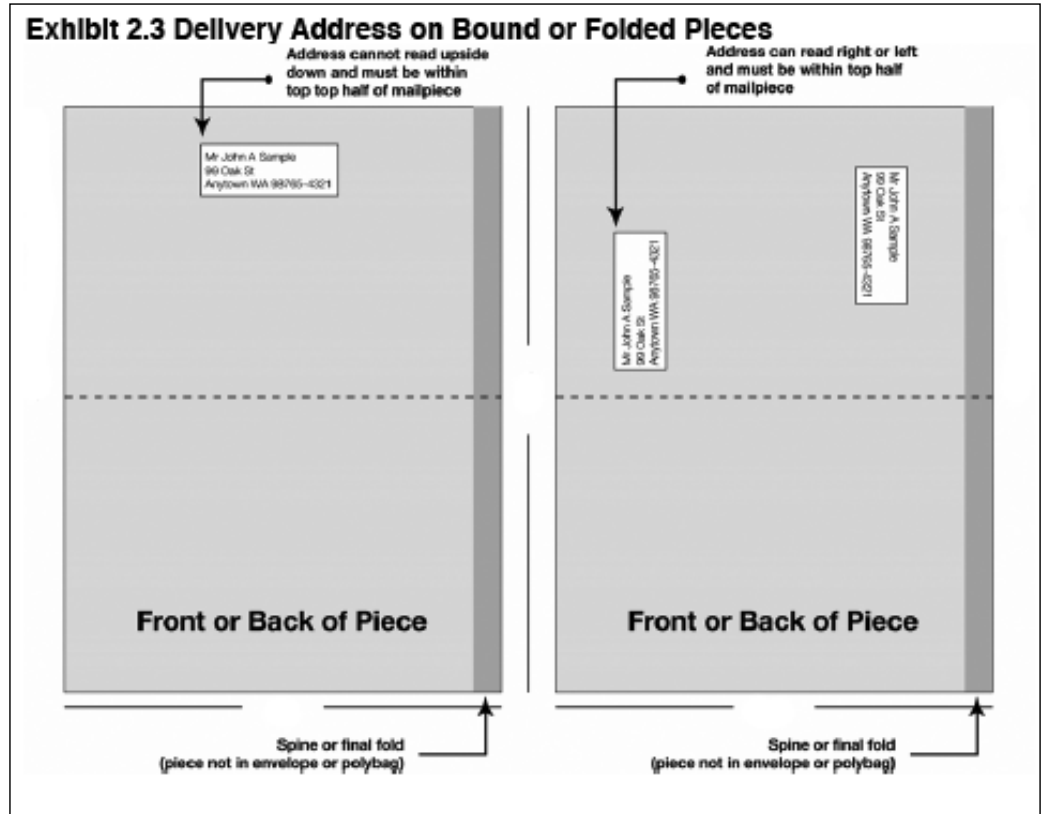 Exhibit 2.3 Delivery Address on Bound or Folded Pieces
Address cannot read upside
down and must be within
top top half of mailpiece
Mr John A Sample
99 Oak St
Anytown WA 98765-4321
Front or Back of Piece
Spine or final fold
(piece not in envelope or polybag)
Address can read right or left
and must be within top half
of mailpiece
Mr John A Sample
99 Oak St
Anytown WA 98765-4321
Mr John A Sample
99 Oak St
Anytown WA 98765-4321
Front or Back of Piece
Spine or final fold
(piece not in envelope or polybag)